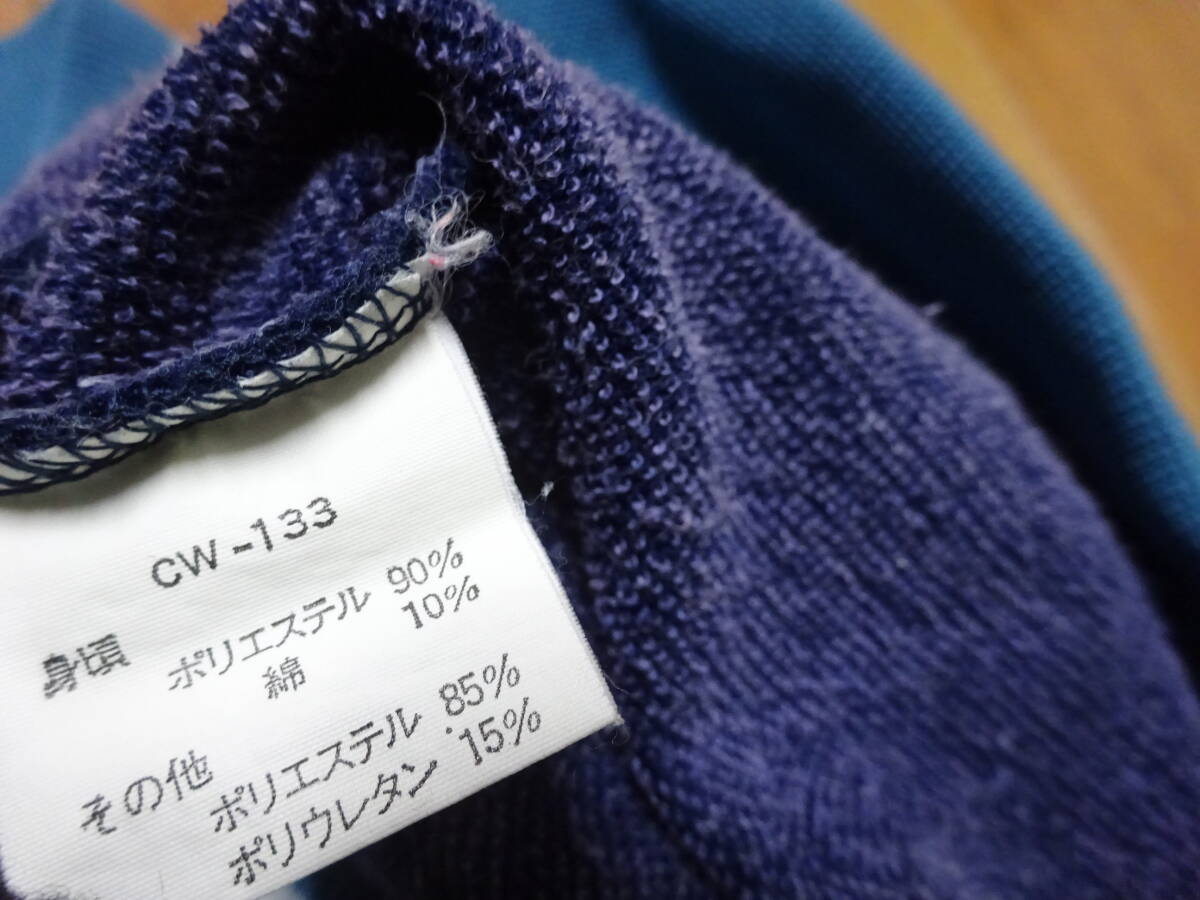 CW-133
身頃 ポリエステル 90%
綿 10%
その他 ポリエステル 85%
ポリウレタン 15%